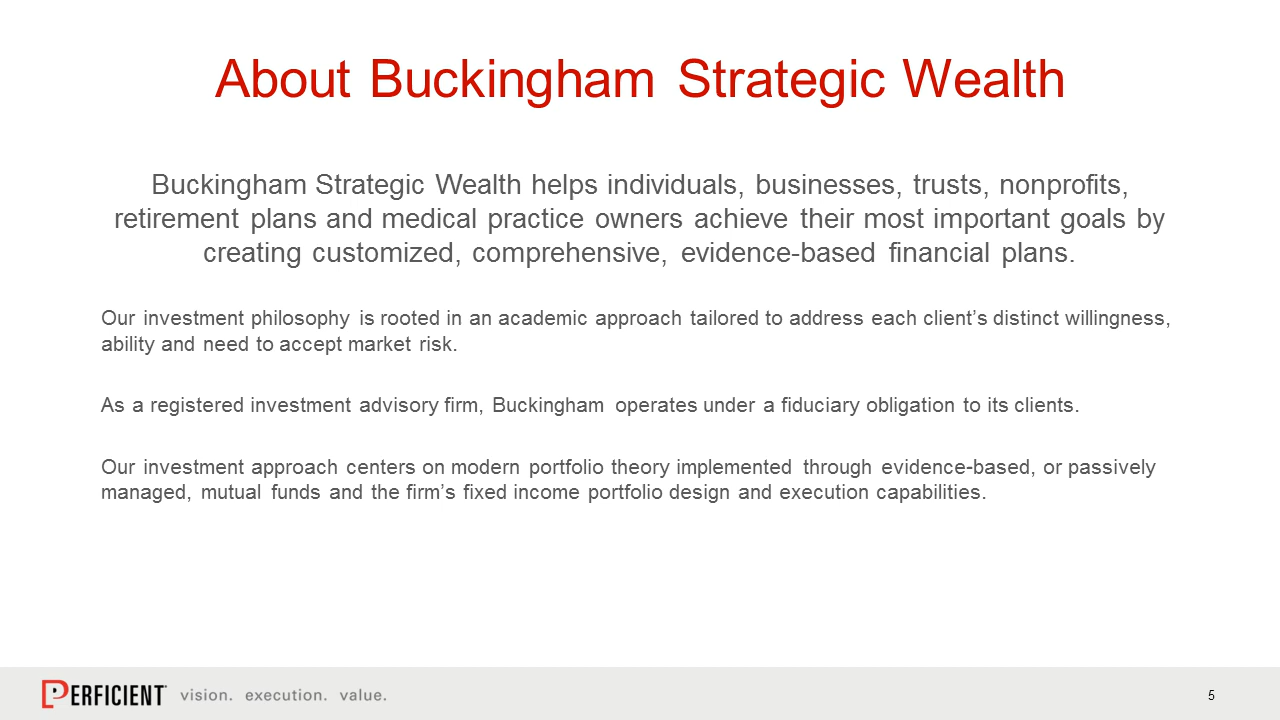 About Buckingham Strategic Wealth
Buckingham Strategic Wealth helps individuals, businesses, trusts, nonprofits,
retirement plans and medical practice owners achieve their most important goals by
creating customized, comprehensive, evidence-based financial plans.
Our investment philosophy is rooted in an academic approach tailored to address each client’s distinct willingness,
ability and need to accept market risk.
As a registered investment advisory firm, Buckingham operates under a fiduciary obligation to its clients.
Our investment approach centers on modern portfolio theory implemented through evidence-based, or passively
managed, mutual funds and the firm’s fixed income portfolio design and execution capabilities.
PERFICIENT vision. execution. value.
5